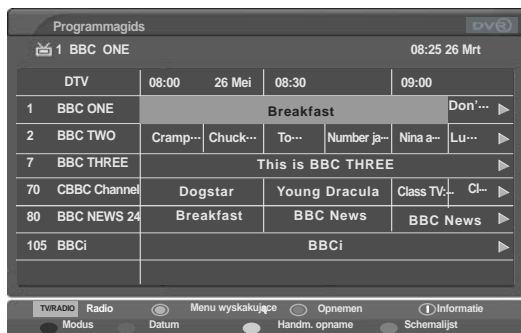 Programmagids DVR
1 BBC ONE 08:25 26 Mrt
DTV 08:00 26 Mei 08:30 09:00
1 BBC ONE Breakfast Don'···
2 BBC TWO Cramp··· Chuck··· To··· Number ja··· Nina a··· Lu···
7 BBC THREE This is BBC THREE
70 CBBC Channel Dogstar Young Dracula Class TV:·.. Cl···
80 BBC NEWS 24 Breakfast BBC News BBC News
105 BBCi BBCi
TV/RADIO Radio Menu wyskakujące Opnemen i Informatie
Modus Datum Handm. opname Schemalijst